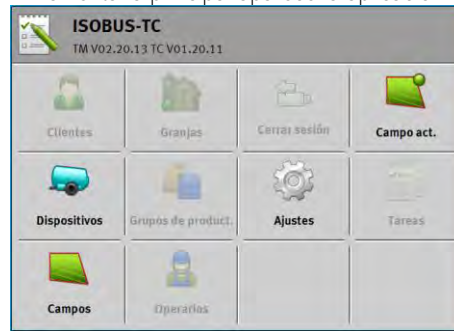 ISOBUS-TC
TM V02.20.13 TC V01.20.11
Clientes
Granjas
Cerrar sesión
Campo act.
Dispositivos
Grupos de product.
Ajustes
Tareas
Campos
Operarios